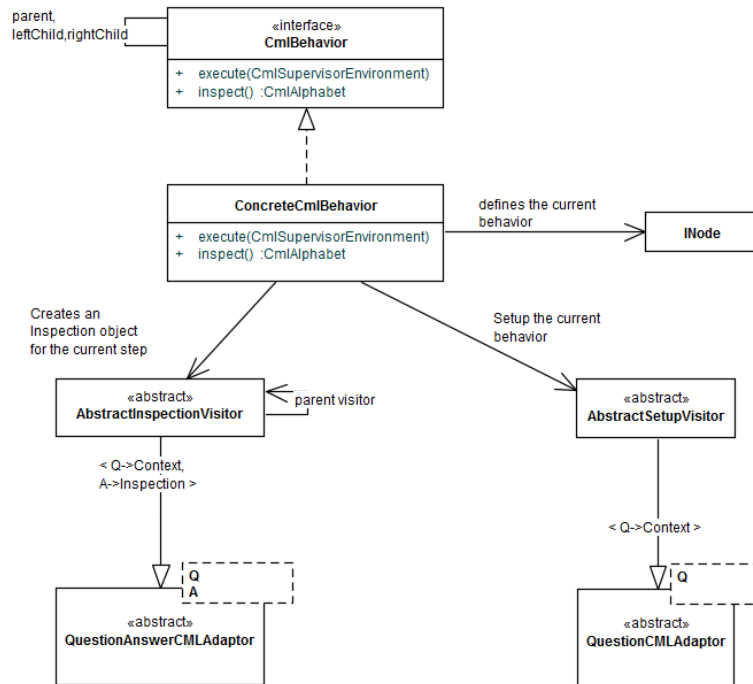 parent,
leftChild,rightChild
«interface»
CmlBehavior
+ execute(CmlSupervisorEnvironment)
+ inspect() :CmlAlphabet
ConcreteCmlBehavior
+ execute(CmlSupervisorEnvironment)
+ inspect() :CmlAlphabet
defines the current
behavior
INode
Creates an
Inspection object
for the current step
Setup the current
behavior
«abstract»
AbstractInspectionVisitor
parent visitor
«abstract»
AbstractSetupVisitor
< Q->Context,
A->Inspection >
< Q->Context >
Q
A
«abstract»
QuestionAnswerCMLAdaptor
Q
«abstract»
QuestionCMLAdaptor